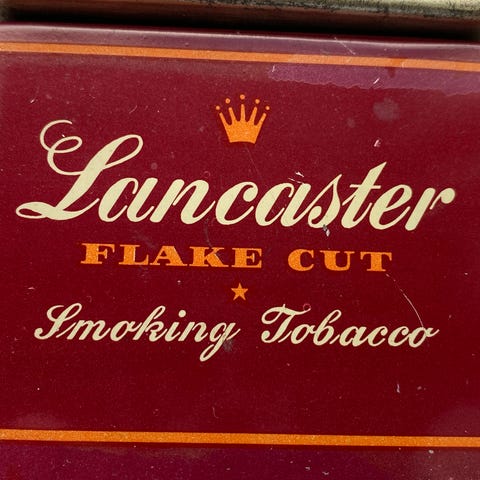 Lancaster
FLAKE CUT
Smoking Tobacco